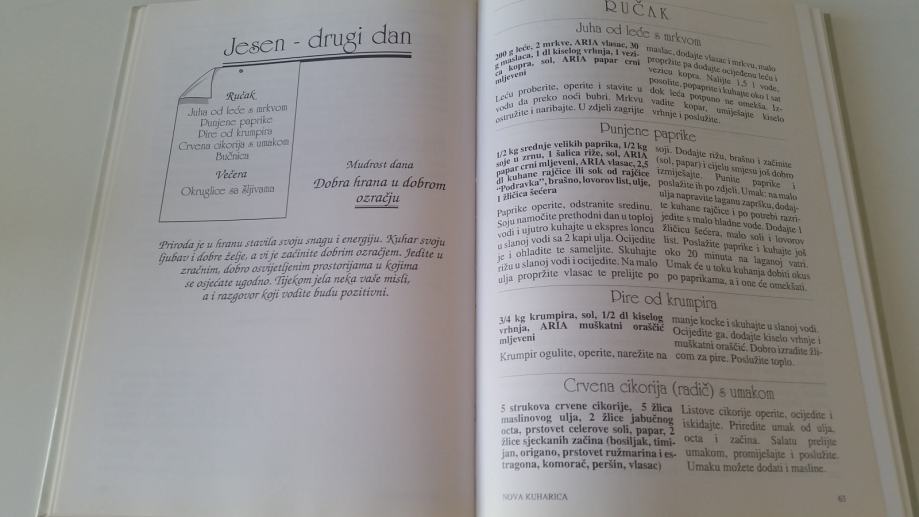 Jesen - drugi dan
Ručak
Juha od leće s mrkvom
Punjene paprike
Pire od krumpira
Crvena cikorija s umakom
Bučnica
Večera
Okruglice sa šljivama
Mudrost dana
Dobra hrana u dobrom
ozračju
Priroda je u hranu stavila svoju snagu i energiju. Kuhar svoju
ljubav i dobre želje, a vi je začinite dobrim ozračjem. Jedite u
zračnim, dobro osvijetljenim prostorijama u kojima
se osjećate ugodno. Tijekom jela neka vaše misli,
a i razgovor koji vodite budu pozitivni.
RUČAK
Juha od leće s mrkvom
200 g leće, 2 mrkve, ARIA vlasac, 30
g maslaca, 1 dl kiselog vrhnja, 1 vezi-
ca kopra, sol, ARIA papar crni
mljeveni
Leću proberite, operite i stavite u
vodu da preko noći bubri. Mrkvu
ostružite i naribajte. U zdjeli zagrijte
maslac, dodajte vlasac i mrkvu, malo
propržite pa dodajte ocijeđenu leću i
vezicu kopra. Nalijte 1,5 l vode,
posolite, popaprite i kuhajte oko 1 sat
dok leća potpuno ne omekša. Iz-
vadite kopar, umiješajte kiselo
vrhnje i poslužite.
Punjene paprike
1/2 kg srednje velikih paprika, 1/2 kg
soje u zrnu, 1 šalica riže, sol, ARIA
papar crni mljeveni, ARIA vlasac, 2,5
dl kuhane rajčice ili sok od rajčice
"Podravka", brašno, lovorov list, ulje,
1 žličica šećera
Paprike operite, odstranite sredinu.
Soju namočite prethodni dan u toploj
vodi i ujutro kuhajte u ekspres loncu
u slanoj vodi sa 2 kapi ulja. Ocijedite
je i ohladite te sameljite. Skuhajte
rižu u slanoj vodi i ocijedite. Na malo
ulja propržite vlasac te prelijte po
soji. Dodajte rižu, brašno i začinite
(sol, papar) i cijelu smjesu još dobro
izmiješajte. Punite paprike i
poslažite ih po zdjeli. Umak: na malo
ulja napravite laganu zapršku, dodaj-
te kuhane rajčice i po potrebi razri-
jedite s malo hladne vode. Dodajte 1
žličicu šećera, malo soli i lovorov
list. Poslažite paprike i kuhajte još
oko 20 minuta na laganoj vatri.
Umak će u toku kuhanja dobiti okus
po paprikama, a i one će omekšati.
Pire od krumpira
3/4 kg krumpira, sol, 1/2 dl kiselog
vrhnja, ARIA muškatni oraščić
mljeveni
Krumpir ogulite, operite, narežite na
manje kocke i skuhajte u slanoj vodi.
Ocijedite ga, dodajte kiselo vrhnje i
muškatni oraščić. Dobro izradite žli-
com za pire. Poslužite toplo.
Crvena cikorija (radič) s umakom
5 strukova crvene cikorije, 5 žlica
maslinovog ulja, 2 žlice jabučnog
octa, prstovet celerove soli, papar, 2
žlice sjeckanih začina (bosiljak, timi-
jan, origano, prstovet ružmarina i es-
tragona, komorač, peršin, vlasac)
Listove cikorije operite, ocijedite i
iskidajte. Priredite umak od ulja,
octa i začina. Salatu prelijte
umakom, promiješajte i poslužite.
Umaku možete dodati i masline.
NOVA KUHARICA